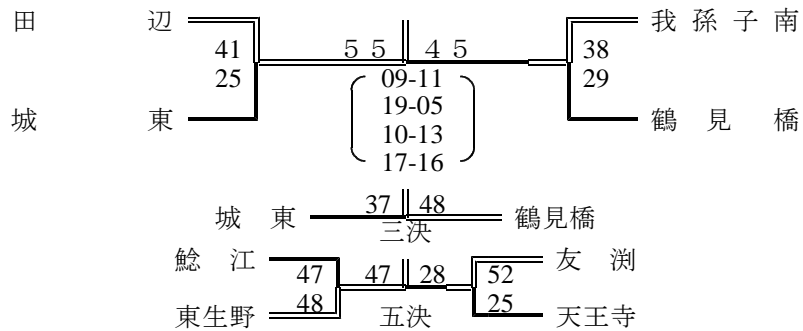 田辺 ５５ ４５ 我孫子南
41 38
25 09-11 29
19-05
城東 10-13 鶴見橋
17-16
城東 37 48 鶴見橋
三決
鯰江 友渕
47 47 28 52
48 25
東生野 五決 天王寺